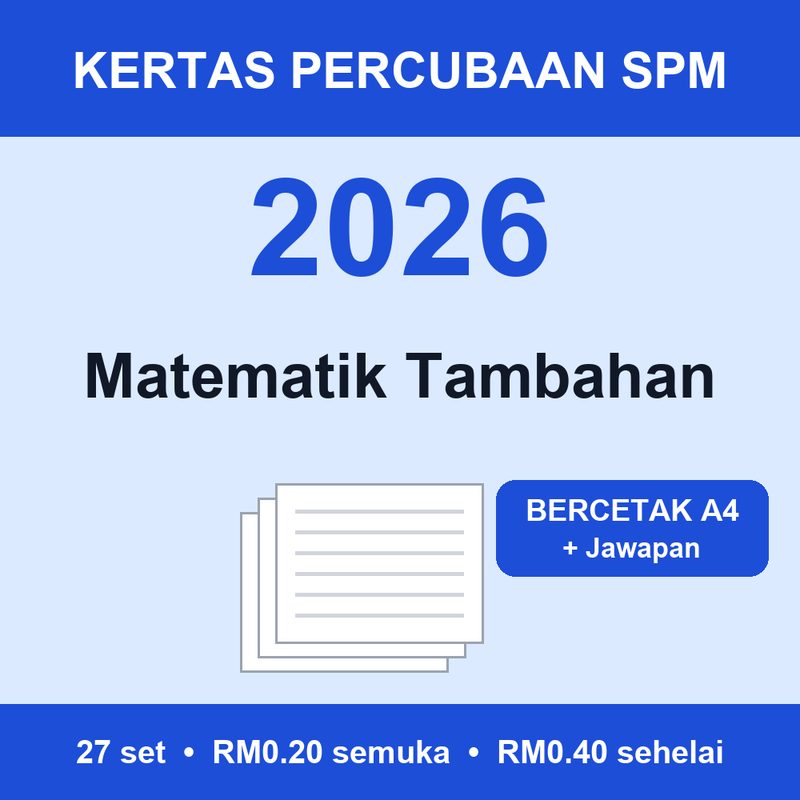 KERTAS PERCUBAAN SPM
2026
Matematik Tambahan
BERCETAK A4
+ Jawapan
27 set • RM0.20 semuka • RM0.40 sehelai